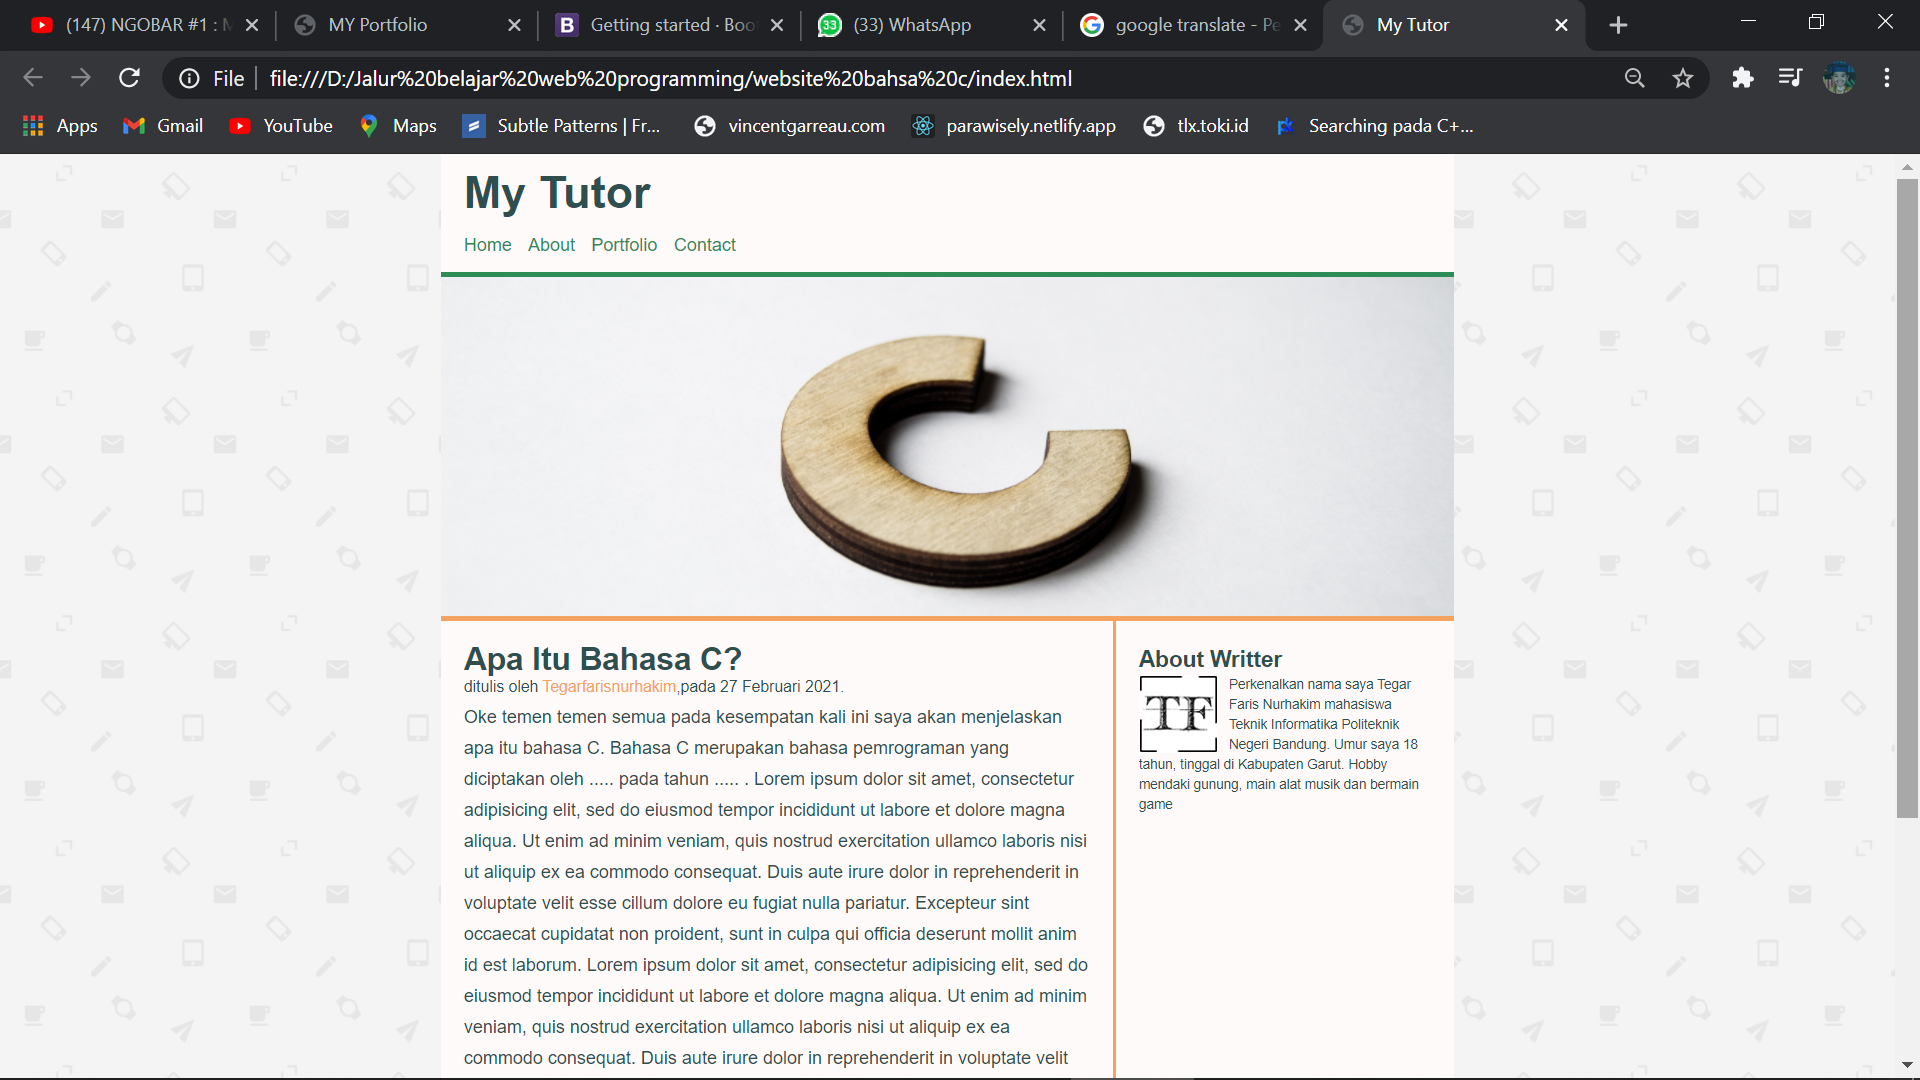 (147) NGOBAR #1 : M
MY Portfolio
B
Getting started · Boo
33
(33) WhatsApp
google translate - Pe
My Tutor
File
file:///D:/Jalur%20belajar%20web%20programming/website%20bahsa%20c/index.html
Apps
Gmail
YouTube
Maps
Subtle Patterns | Fr...
vincentgarreau.com
parawisely.netlify.app
tlx.toki.id
Searching pada C+...
My Tutor
Home About Portfolio Contact
Apa Itu Bahasa C?
ditulis oleh Tegarfarisnurhakim,pada 27 Februari 2021.
Oke temen temen semua pada kesempatan kali ini saya akan menjelaskan
apa itu bahasa C. Bahasa C merupakan bahasa pemrograman yang
diciptakan oleh ..... pada tahun ..... . Lorem ipsum dolor sit amet, consectetur
adipisicing elit, sed do eiusmod tempor incididunt ut labore et dolore magna
aliqua. Ut enim ad minim veniam, quis nostrud exercitation ullamco laboris nisi
ut aliquip ex ea commodo consequat. Duis aute irure dolor in reprehenderit in
voluptate velit esse cillum dolore eu fugiat nulla pariatur. Excepteur sint
occaecat cupidatat non proident, sunt in culpa qui officia deserunt mollit anim
id est laborum. Lorem ipsum dolor sit amet, consectetur adipisicing elit, sed do
eiusmod tempor incididunt ut labore et dolore magna aliqua. Ut enim ad minim
veniam, quis nostrud exercitation ullamco laboris nisi ut aliquip ex ea
commodo consequat. Duis aute irure dolor in reprehenderit in voluptate velit
About Writter
TF
Perkenalkan nama saya Tegar
Faris Nurhakim mahasiswa
Teknik Informatika Politeknik
Negeri Bandung. Umur saya 18
tahun, tinggal di Kabupaten Garut. Hobby
mendaki gunung, main alat musik dan bermain
game